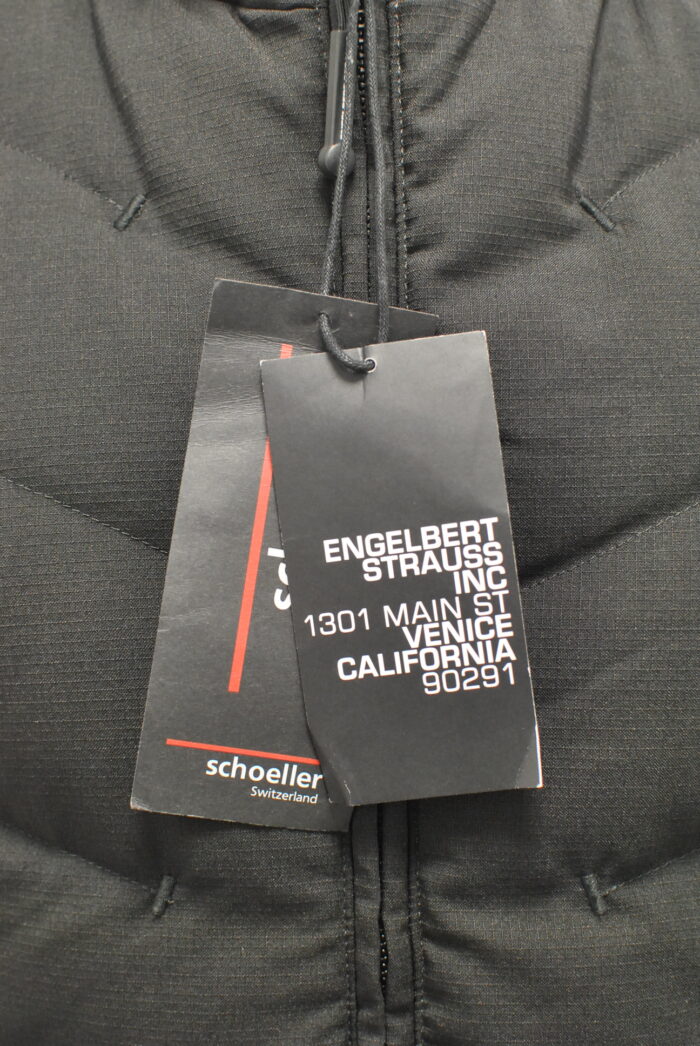 ENGELBERT
STRAUSS
INC
1301 MAIN ST
VENICE
CALIFORNIA
90291
schoeller
Switzerland